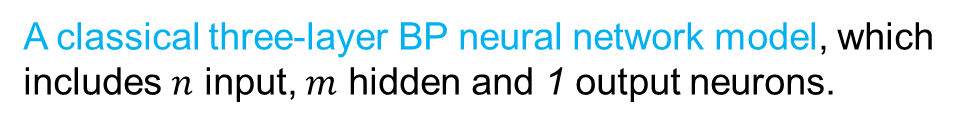 A classical three-layer BP neural network model, which
includes n input, m hidden and 1 output neurons.